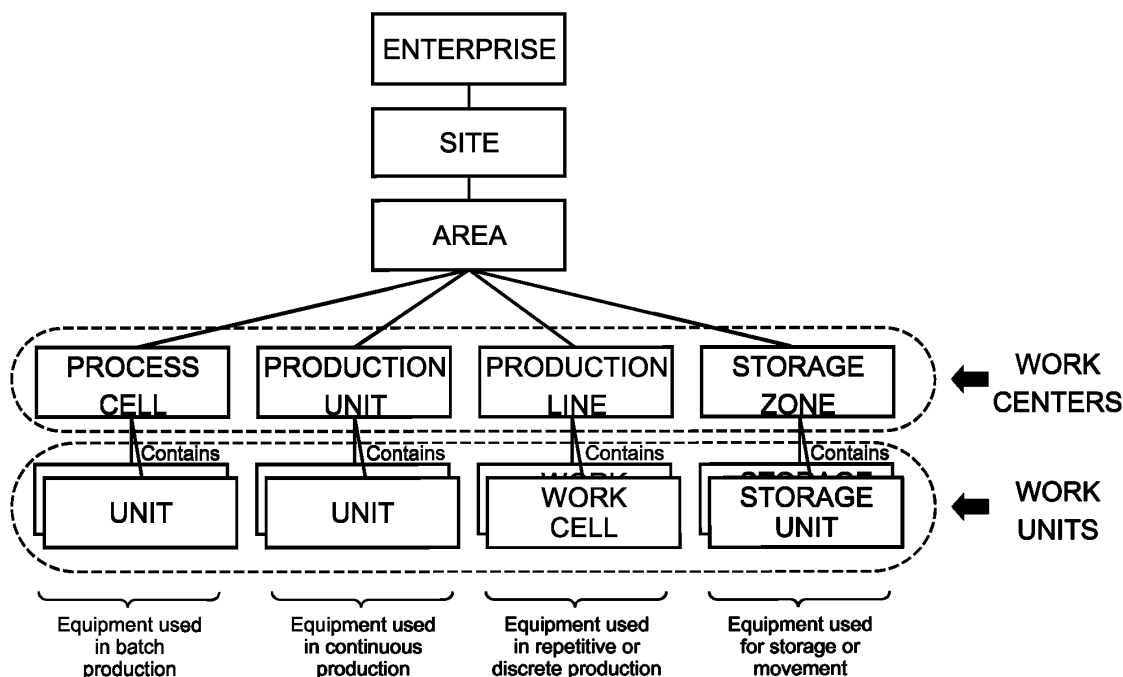 ENTERPRISE
SITE
AREA
PROCESS
CELL
PRODUCTION
UNIT
PRODUCTION
LINE
STORAGE
ZONE
WORK
CENTERS
Contains
Contains
Contains
Contains
UNIT
UNIT
WORK
WORK
CELL
STORAGE
STORAGE
UNIT
WORK
UNITS
Equipment used
in batch
production
Equipment used
in continuous
production
Equipment used
in repetitive or
discrete production
Equipment used
for storage or
movement